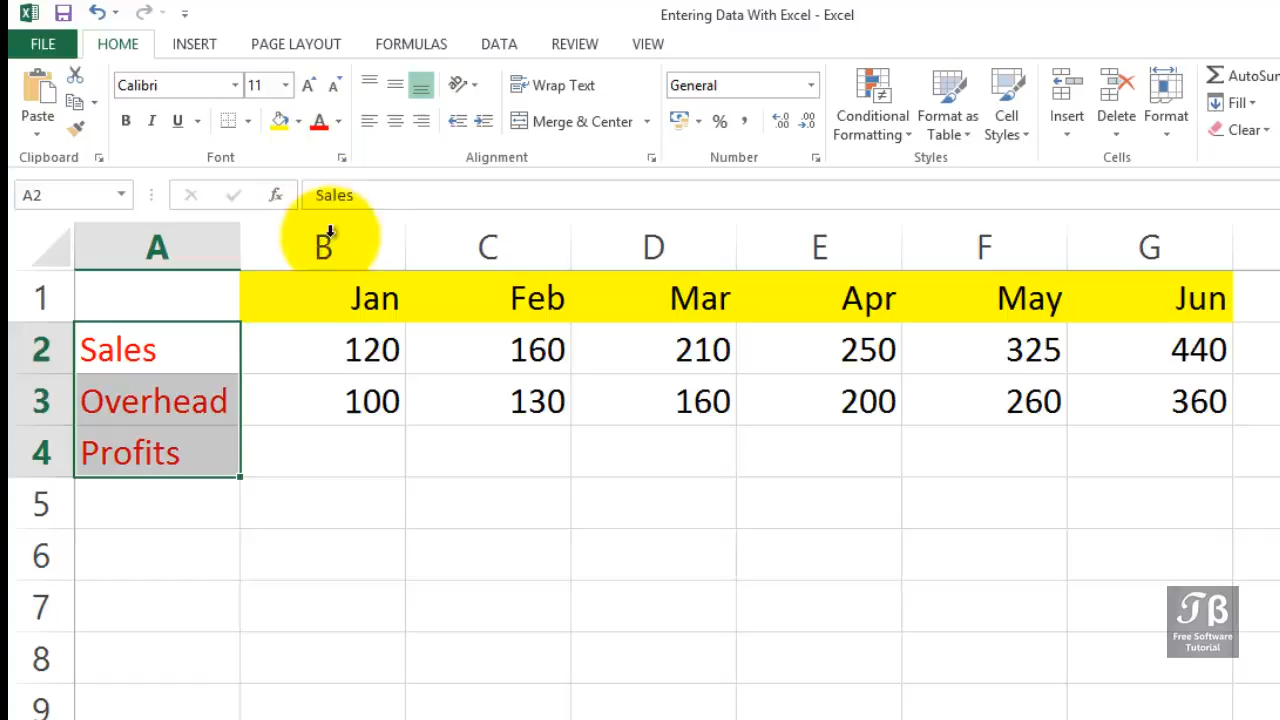 Entering Data With Excel - Excel
FILE HOME INSERT PAGE LAYOUT FORMULAS DATA REVIEW VIEW
Calibri 11 A A Wrap Text General AutoSum
Paste Conditional Format as Cell Insert Delete Format Fill
B I U A Merge & Center % , Formatting Table Styles Clear
Clipboard Font Alignment Number Styles Cells
A2 fx Sales
A B C D E F G
1 Jan Feb Mar Apr May Jun
2 Sales 120 160 210 250 325 440
3 Overhead 100 130 160 200 260 360
4 Profits
5
6
7
8
9
TB
Free Software
Tutorial